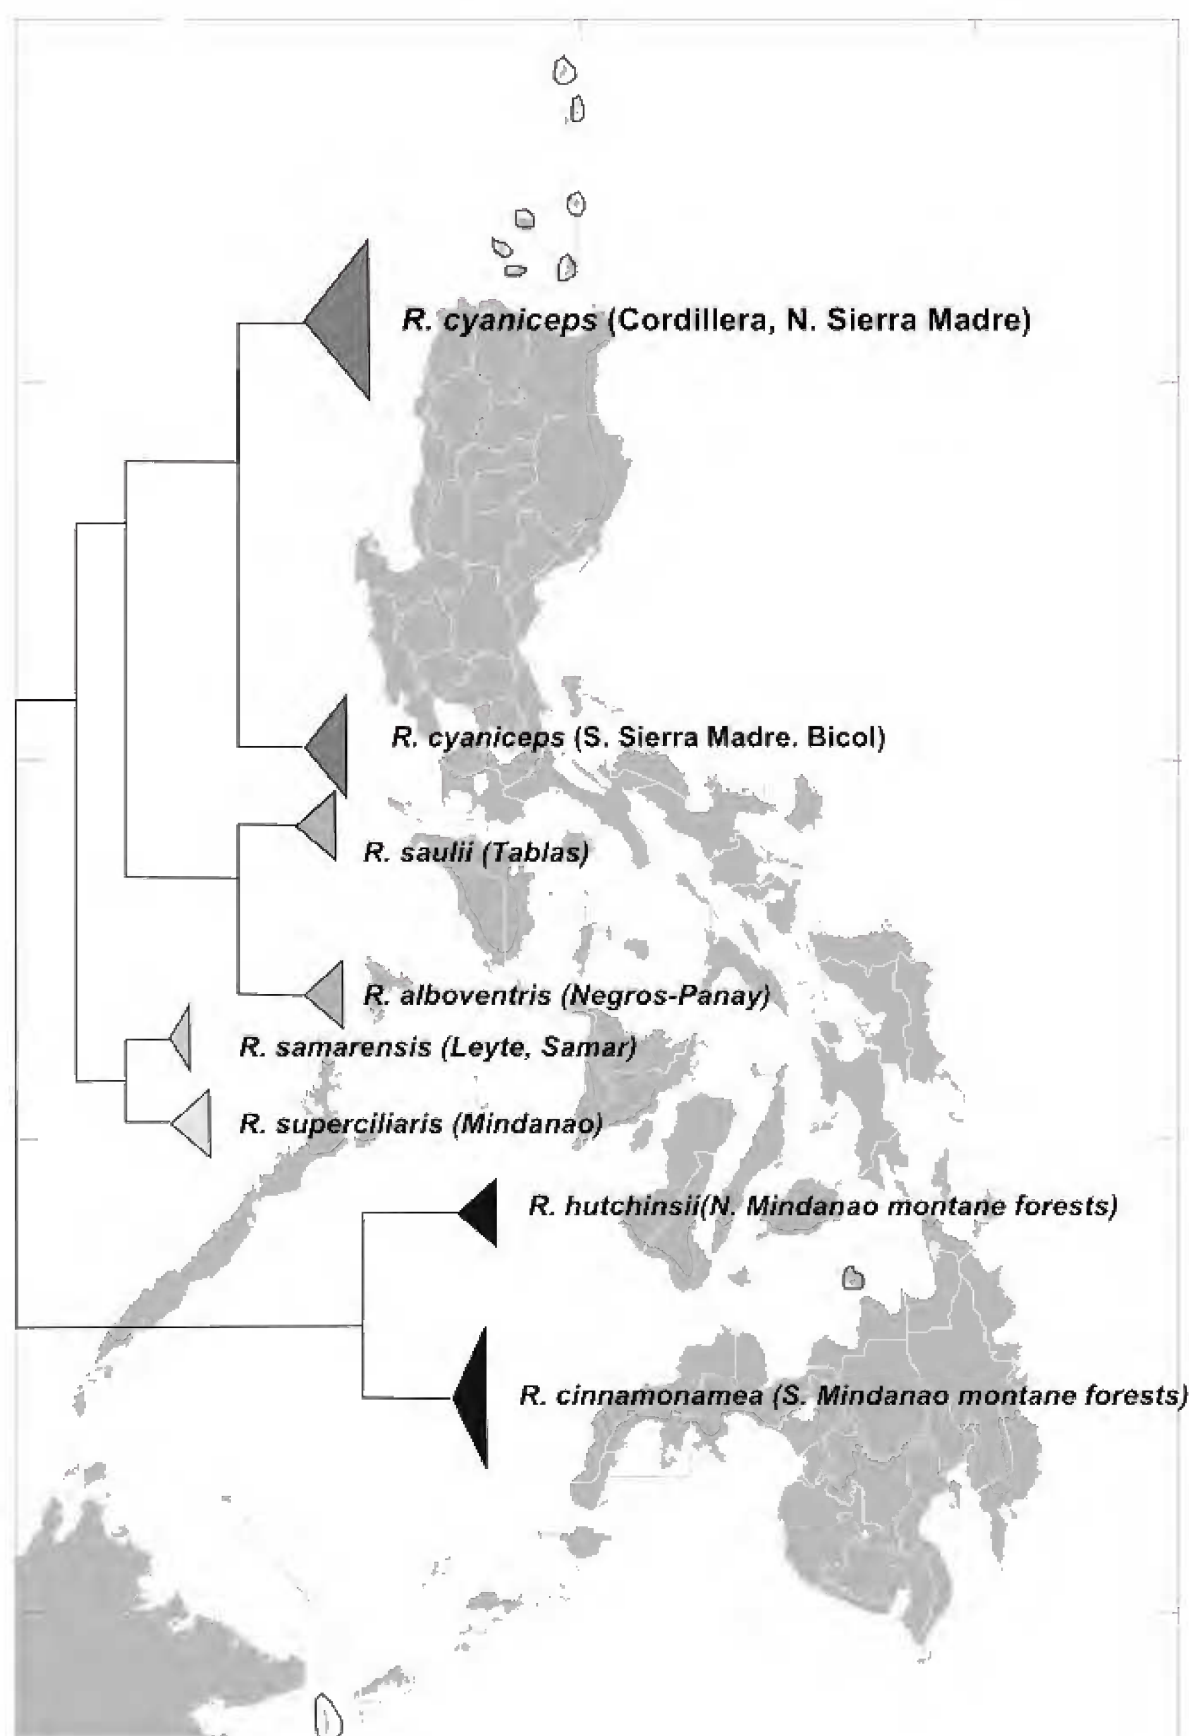 R. cyaniceps (Cordillera, N. Sierra Madre)
R. cyaniceps (S. Sierra Madre. Bicol)
R. saulii (Tablas)
R. alboventris (Negros-Panay)
R. samarensis (Leyte, Samar)
R. superciliaris (Mindanao)
R. hutchinsii(N. Mindanao montane forests)
R. cinnamonamea (S. Mindanao montane forests)